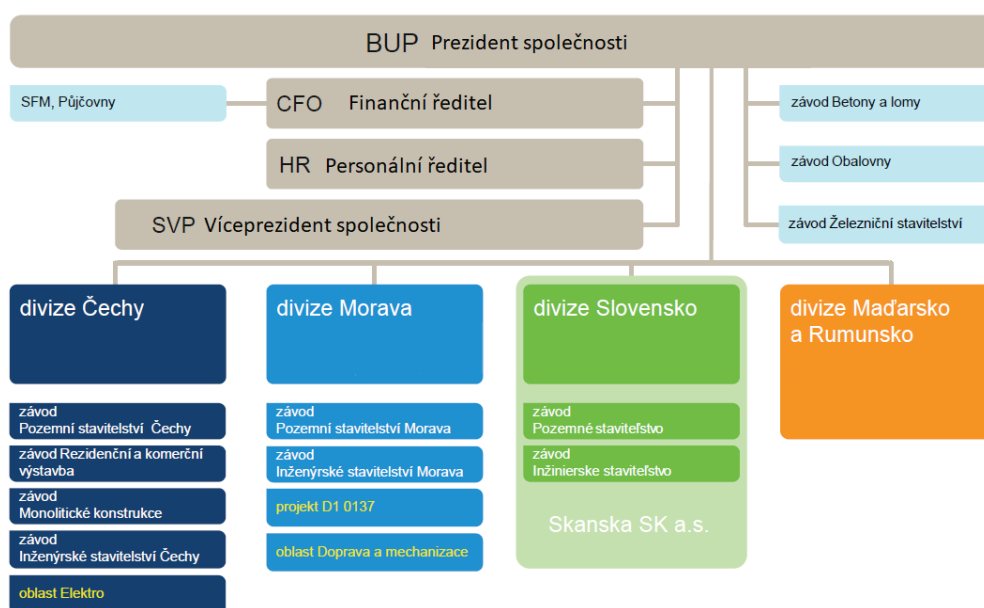 BUP Prezident společnosti
SFM, Půjčovny
CFO Finanční ředitel
závod Betony a lomy
HR Personální ředitel
závod Obalovny
SVP Víceprezident společnosti
závod Železniční stavitelství
divize Čechy
divize Morava
divize Slovensko
divize Maďarsko
a Rumunsko
závod
Pozemní stavitelství Čechy
závod Rezidenční a komerční
výstavba
závod
Monolitické konstrukce
závod
Inženýrské stavitelství Čechy
oblast Elektro
závod
Pozemní stavitelství Morava
závod
Inženýrské stavitelství Morava
projekt D1 0137
oblast Doprava a mechanizace
závod
Pozemné staviteľstvo
závod
Inžinierske staviteľstvo
Skanska SK a.s.